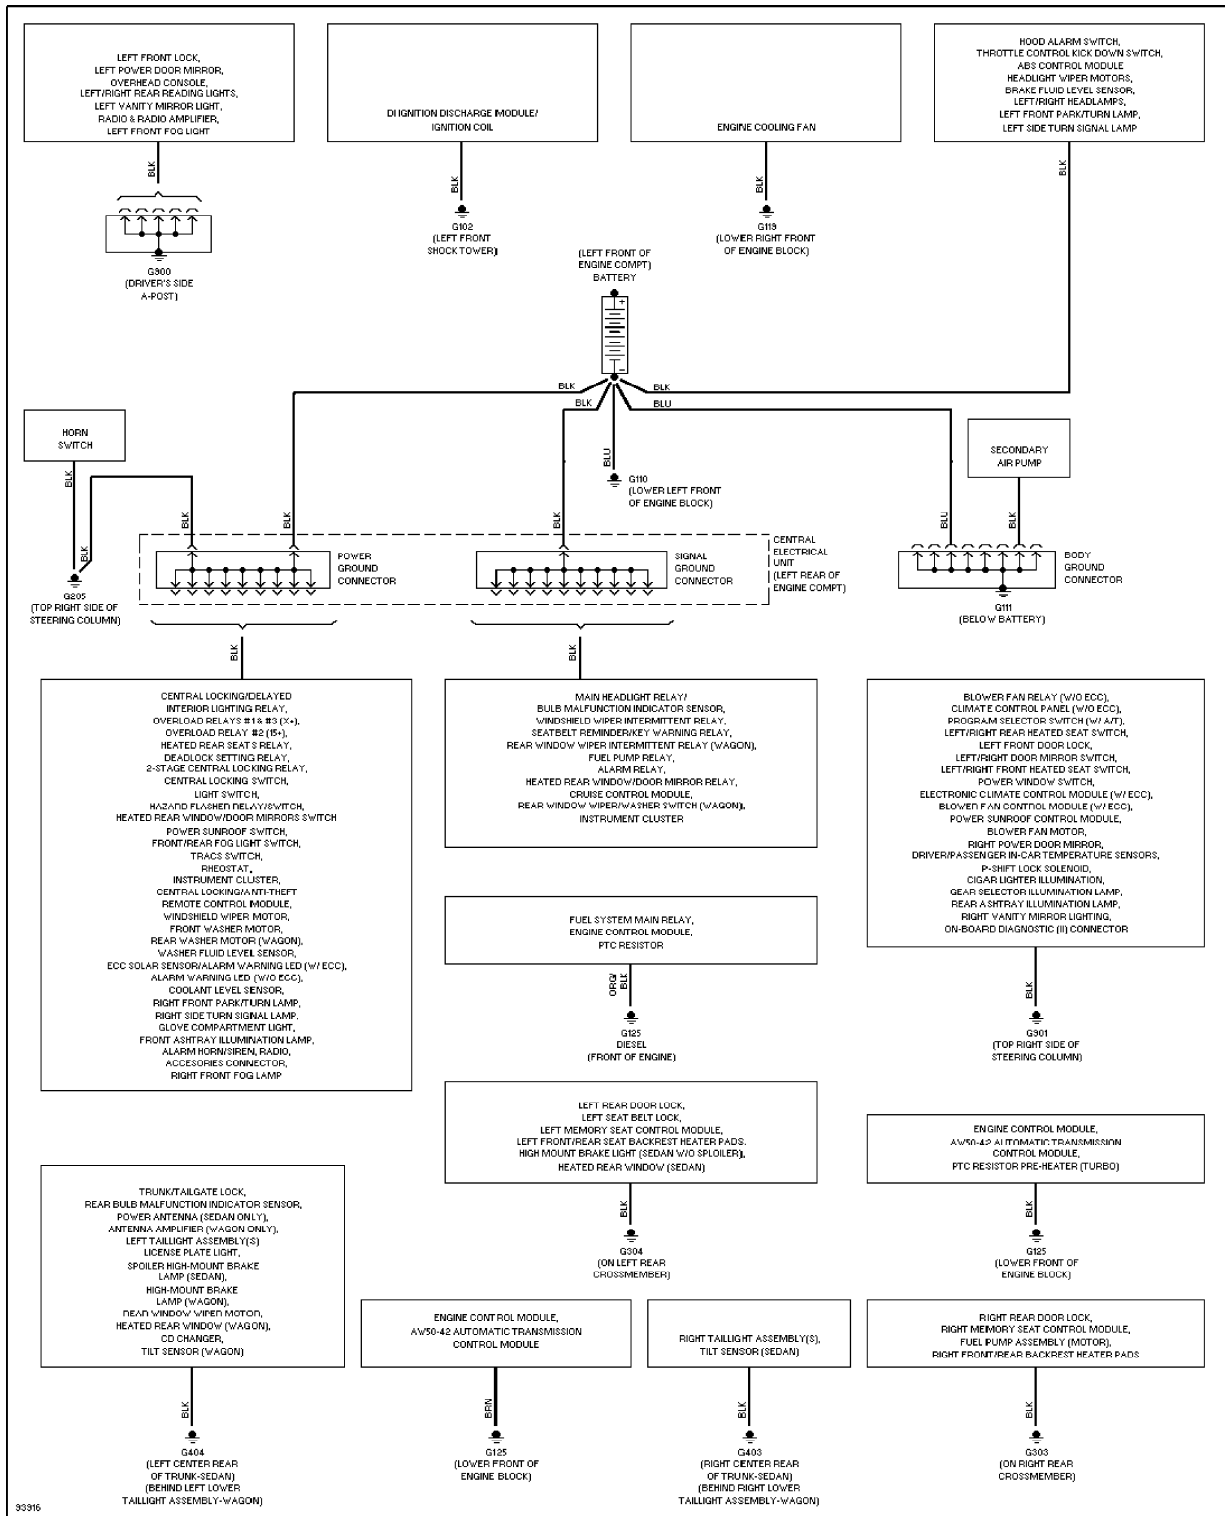 LEFT FRONT LOCK,
LEFT POWER DOOR MIRROR,
OVERHEAD CONSOLE,
LEFT/RIGHT REAR READING LIGHTS,
LEFT VANITY MIRROR LIGHT,
RADIO & RADIO AMPLIFIER,
LEFT FRONT FOG LIGHT
BLK
G900
(DRIVER'S SIDE
A-POST)
DI IGNITION DISCHARGE MODULE/
IGNITION COIL
BLK
G102
(LEFT FRONT
SHOCK TOWER)
ENGINE COOLING FAN
BLK
G119
(LOWER RIGHT FRONT
OF ENGINE BLOCK)
HOOD ALARM SWITCH,
THROTTLE CONTROL KICK DOWN SWITCH,
ABS CONTROL MODULE
HEADLIGHT WIPER MOTORS,
BRAKE FLUID LEVEL SENSOR,
LEFT/RIGHT HEADLAMPS,
LEFT FRONT PARK/TURN LAMP,
LEFT SIDE TURN SIGNAL LAMP
BLK
(LEFT FRONT OF
ENGINE COMPT)
BATTERY
+
-
BLK
BLK
BLK
BLU
HORN
SWITCH
BLK
BLK
BLK
BLK
G205
(TOP RIGHT SIDE OF
STEERING COLUMN)
POWER
GROUND
CONNECTOR
BLK
BLU
G110
(LOWER LEFT FRONT
OF ENGINE BLOCK)
SIGNAL
GROUND
CONNECTOR
CENTRAL
ELECTRICAL
UNIT
(LEFT REAR OF
ENGINE COMPT)
SECONDARY
AIR PUMP
BLU
BLK
BODY
GROUND
CONNECTOR
G111
(BELOW BATTERY)
BLK
CENTRAL LOCKING/DELAYED
INTERIOR LIGHTING RELAY,
OVERLOAD RELAYS #1 & #3 (X+),
OVERLOAD RELAY #2 (15+),
HEATED REAR SEATS RELAY,
DEADLOCK SETTING RELAY,
2-STAGE CENTRAL LOCKING RELAY,
CENTRAL LOCKING SWITCH,
LIGHT SWITCH,
HAZARD FLASHER RELAY/SWITCH,
HEATED REAR WINDOW/DOOR MIRRORS SWITCH
POWER SUNROOF SWITCH,
FRONT/REAR FOG LIGHT SWITCH,
TRACS SWITCH,
RHEOSTAT,
INSTRUMENT CLUSTER,
CENTRAL LOCKING/ANTI-THEFT
REMOTE CONTROL MODULE,
WINDSHIELD WIPER MOTOR,
FRONT WASHER MOTOR,
REAR WASHER MOTOR (WAGON),
WASHER FLUID LEVEL SENSOR,
ECC SOLAR SENSOR/ALARM WARNING LED (W/ ECC),
ALARM WARNING LED (W/O ECC),
COOLANT LEVEL SENSOR,
RIGHT FRONT PARK/TURN LAMP,
RIGHT SIDE TURN SIGNAL LAMP.
GLOVE COMPARTMENT LIGHT,
FRONT ASHTRAY ILLUMINATION LAMP,
ALARM HORN/SIREN, RADIO,
ACCESORIES CONNECTOR,
RIGHT FRONT FOG LAMP
BLK
MAIN HEADLIGHT RELAY/
BULB MALFUNCTION INDICATOR SENSOR,
WINDSHIELD WIPER INTERMITTENT RELAY,
SEATBELT REMINDER/KEY WARNING RELAY,
REAR WINDOW WIPER INTERMITTENT RELAY (WAGON),
FUEL PUMP RELAY,
ALARM RELAY,
HEATED REAR WINDOW/DOOR MIRROR RELAY,
CRUISE CONTROL MODULE,
REAR WINDOW WIPER/WASHER SWITCH (WAGON),
INSTRUMENT CLUSTER
BLOWER FAN RELAY (W/O ECC),
CLIMATE CONTROL PANEL (W/O ECC),
PROGRAM SELECTOR SWITCH (W/ A/T),
LEFT/RIGHT REAR HEATED SEAT SWITCH,
LEFT FRONT DOOR LOCK,
LEFT/RIGHT DOOR MIRROR SWITCH,
LEFT/RIGHT FRONT HEATED SEAT SWITCH,
POWER WINDOW SWITCH,
ELECTRONIC CLIMATE CONTROL MODULE (W/ ECC),
BLOWER FAN CONTROL MODULE (W/ ECC),
POWER SUNROOF CONTROL MODULE,
BLOWER FAN MOTOR,
RIGHT POWER DOOR MIRROR,
DRIVER/PASSENGER IN-CAR TEMPERATURE SENSORS,
P-SHIFT LOCK SOLENOID,
CIGAR LIGHTER ILLUMINATION,
GEAR SELECTOR ILLUMINATION LAMP,
REAR ASHTRAY ILLUMINATION LAMP,
RIGHT VANITY MIRROR LIGHTING,
ON-BOARD DIAGNOSTIC (II) CONNECTOR
BLK
G901
(TOP RIGHT SIDE OF
STEERING COLUMN)
FUEL SYSTEM MAIN RELAY,
ENGINE CONTROL MODULE,
PTC RESISTOR
ORG/
BLK
G125
DIESEL
(FRONT OF ENGINE)
LEFT REAR DOOR LOCK,
LEFT SEAT BELT LOCK,
LEFT MEMORY SEAT CONTROL MODULE,
LEFT FRONT/REAR SEAT BACKREST HEATER PADS.
HIGH MOUNT BRAKE LIGHT (SEDAN W/O SPLOILER),
HEATED REAR WINDOW (SEDAN)
BLK
G304
(ON LEFT REAR
CROSSMEMBER)
ENGINE CONTROL MODULE,
AW50-42 AUTOMATIC TRANSMISSION
CONTROL MODULE,
PTC RESISTOR PRE-HEATER (TURBO)
BLK
G125
(LOWER FRONT OF
ENGINE BLOCK)
TRUNK/TAILGATE LOCK,
REAR BULB MALFUNCTION INDICATOR SENSOR,
POWER ANTENNA (SEDAN ONLY),
ANTENNA AMPLIFIER (WAGON ONLY),
LEFT TAILLIGHT ASSEMBLY(S)
LICENSE PLATE LIGHT,
SPOILER HIGH-MOUNT BRAKE
LAMP (SEDAN),
HIGH-MOUNT BRAKE
LAMP (WAGON),
REAR WINDOW WIPER MOTOR,
HEATED REAR WINDOW (WAGON),
CD CHANGER,
TILT SENSOR (WAGON)
BLK
G404
(LEFT CENTER REAR
OF TRUNK-SEDAN)
(BEHIND LEFT LOWER
TAILLIGHT ASSEMBLY-WAGON)
ENGINE CONTROL MODULE,
AW50-42 AUTOMATIC TRANSMISSION
CONTROL MODULE
BRN
G125
(LOWER FRONT OF
ENGINE BLOCK)
RIGHT TAILLIGHT ASSEMBLY(S),
TILT SENSOR (SEDAN)
BLK
G403
(RIGHT CENTER REAR
OF TRUNK-SEDAN)
(BEHIND RIGHT LOWER
TAILLIGHT ASSEMBLY-WAGON)
RIGHT REAR DOOR LOCK,
RIGHT MEMORY SEAT CONTROL MODULE,
FUEL PUMP ASSEMBLY (MOTOR),
RIGHT FRONT/REAR BACKREST HEATER PADS
BLK
G303
(ON RIGHT REAR
CROSSMEMBER)
93916